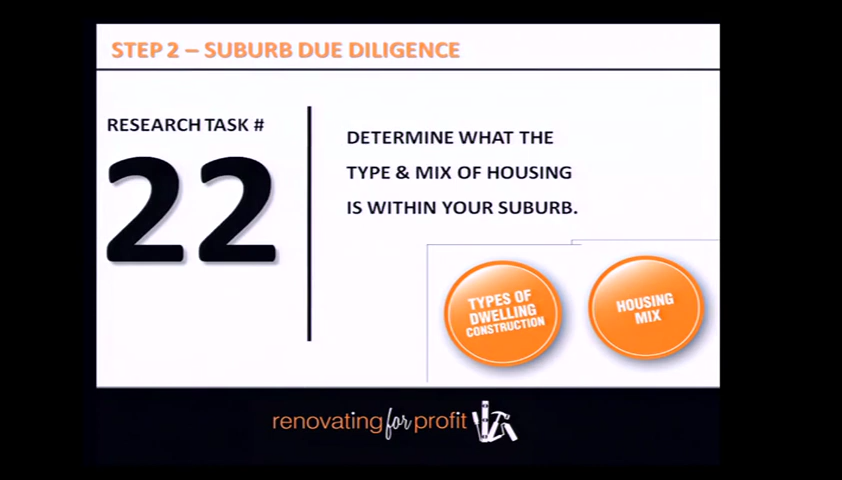 STEP 2 – SUBURB DUE DILIGENCE
RESEARCH TASK #
22
DETERMINE WHAT THE
TYPE & MIX OF HOUSING
IS WITHIN YOUR SUBURB.
TYPES OF
DWELLING
CONSTRUCTION
HOUSING
MIX
renovating for profit